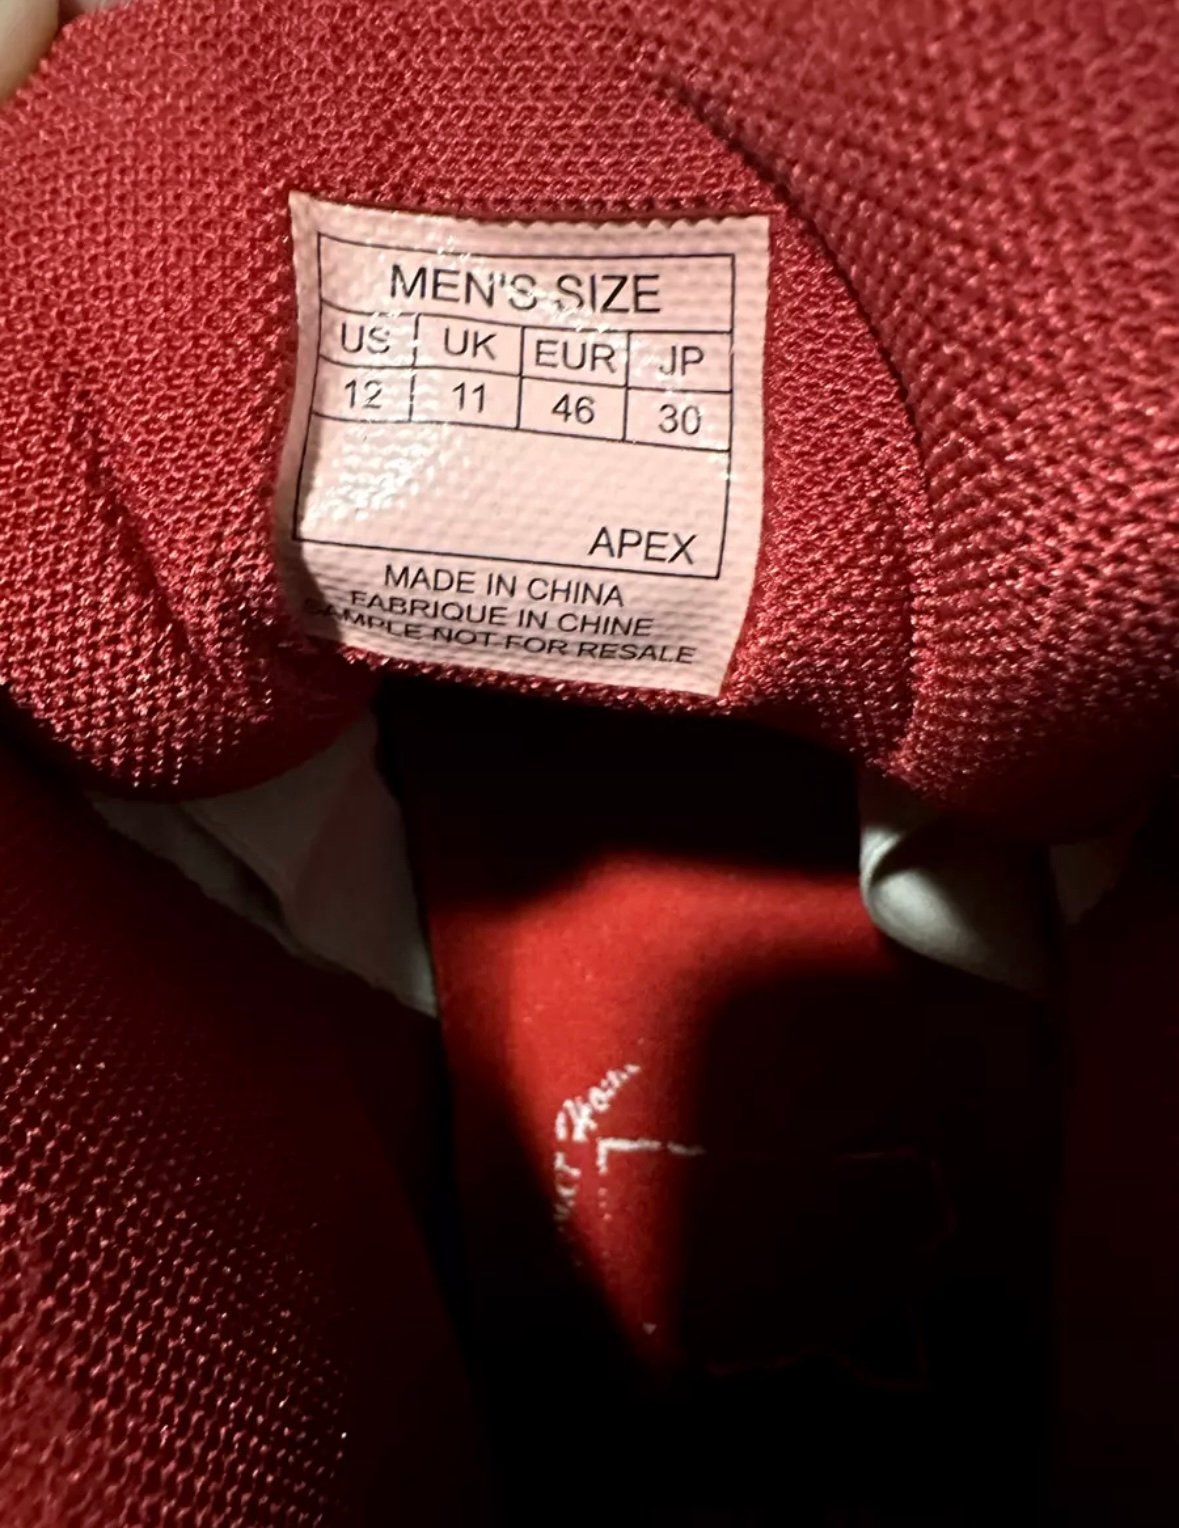 MEN'S SIZE
US UK EUR JP
12 11 46 30
APEX
MADE IN CHINA
FABRIQUE IN CHINE
SAMPLE NOT FOR RESALE